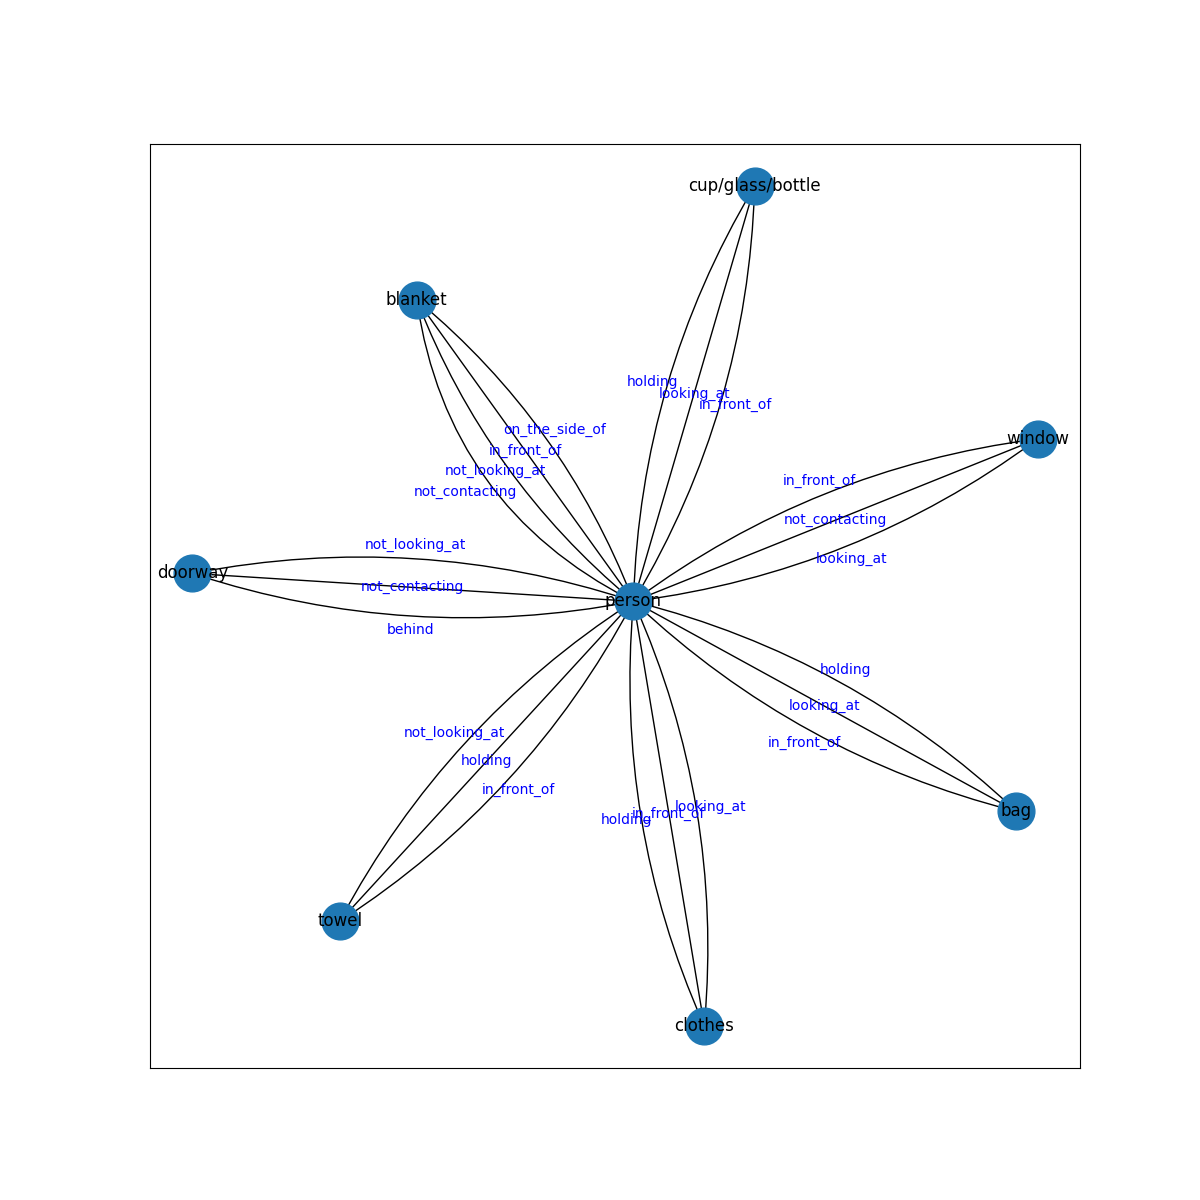 cup/glass/bottle
blanket
holding
looking_at
in_front_of
on_the_side_of
window
in_front_of
not_looking_at
in_front_of
not_contacting
not_contacting
not_looking_at
looking_at
doorway
not_contacting
person
behind
holding
looking_at
not_looking_at
in_front_of
holding
in_front_of
looking_at
in_front_of
holding
bag
towel
clothes